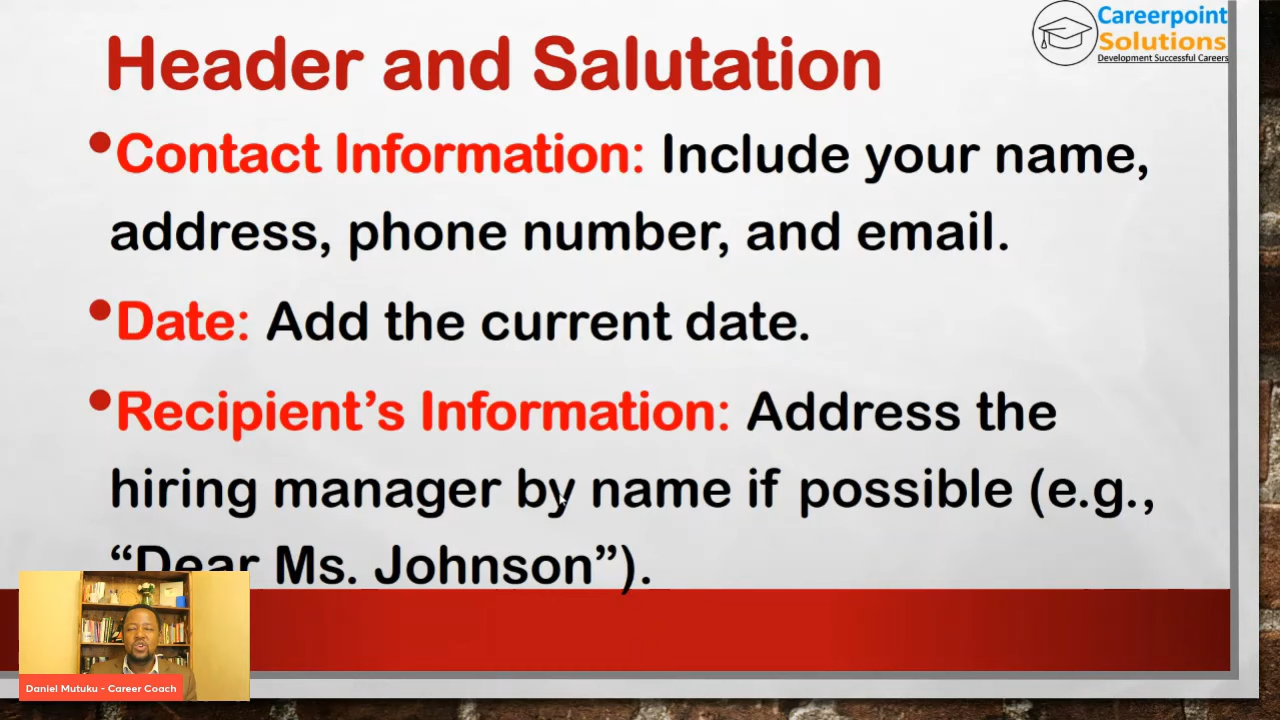 Careerpoint
Solutions
Development Successful Careers
Header and Salutation
•Contact Information: Include your name,
address, phone number, and email.
•Date: Add the current date.
•Recipient’s Information: Address the
hiring manager by name if possible (e.g.,
“Dear Ms. Johnson”).
Daniel Mutuku - Career Coach